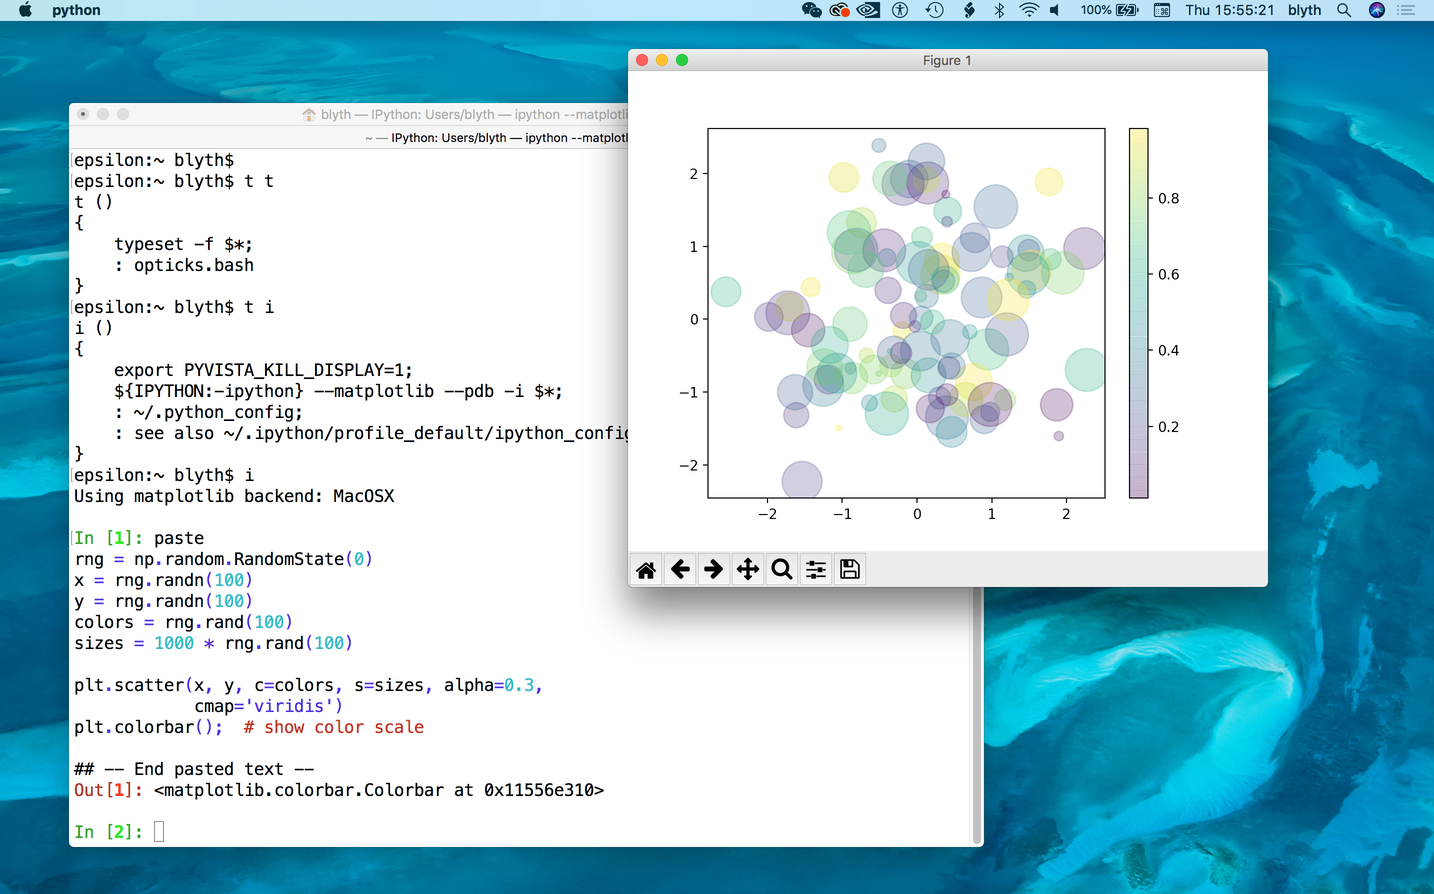 python
100%
Thu 15:55:21
blyth
blyth — IPython: Users/blyth — ipython --matplotli
~ — IPython: Users/blyth — ipython --matplotl
epsilon:~ blyth$
epsilon:~ blyth$ t t
t ()
{
    typeset -f $*;
    : opticks.bash
}
epsilon:~ blyth$ t i
i ()
{
    export PYVISTA_KILL_DISPLAY=1;
    ${IPYTHON:-ipython} --matplotlib --pdb -i $*;
    : ~/.python_config;
    : see also ~/.ipython/profile_default/ipython_config
}
epsilon:~ blyth$ i
Using matplotlib backend: MacOSX
In [1]: paste
rng = np.random.RandomState(0)
x = rng.randn(100)
y = rng.randn(100)
colors = rng.rand(100)
sizes = 1000 * rng.rand(100)
plt.scatter(x, y, c=colors, s=sizes, alpha=0.3,
            cmap='viridis')
plt.colorbar();  # show color scale
## -- End pasted text --
Out[1]: <matplotlib.colorbar.Colorbar at 0x11556e310>
In [2]:
Figure 1
2
1
0
−1
−2
−2
−1
0
1
2
0.8
0.6
0.4
0.2